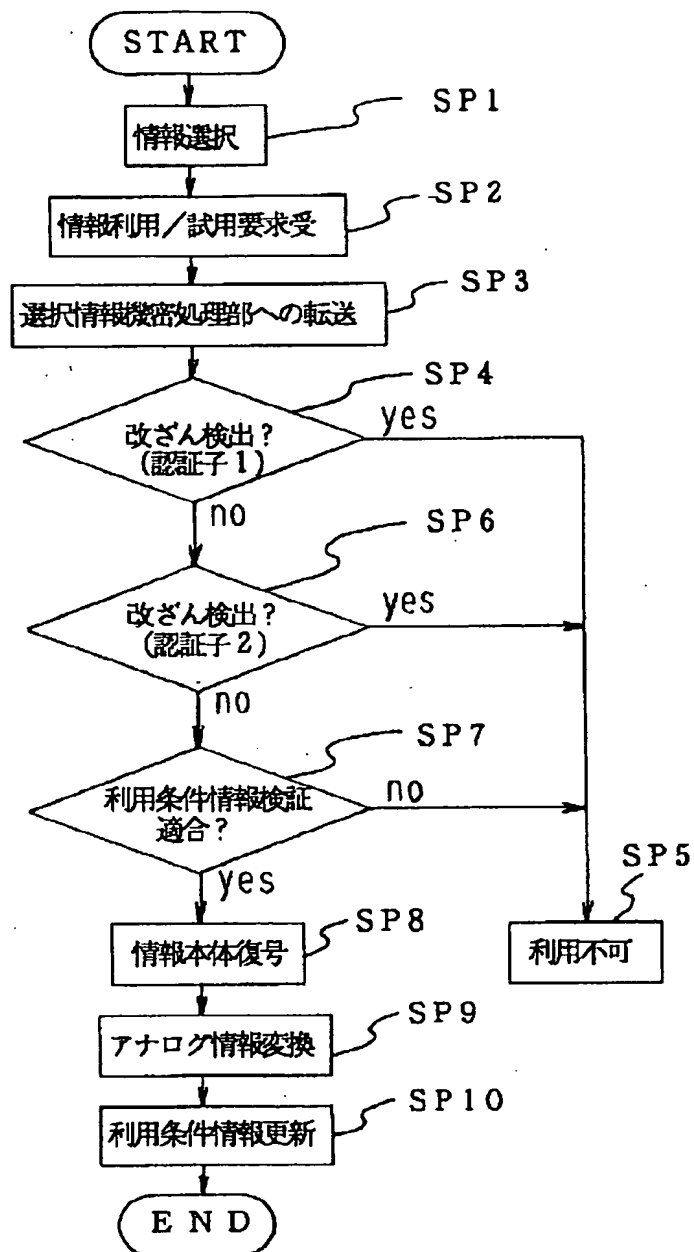 START
SP1
情報選択
SP2
情報利用/試用要求受
SP3
選択情報機密処理部への転送
SP4
改ざん検出?
(認証子1)
yes
no
SP6
改ざん検出?
(認証子2)
yes
no
SP7
利用条件情報検証
適合?
no
yes
SP5
利用不可
SP8
情報本体復号
SP9
アナログ情報変換
SP10
利用条件情報更新
END